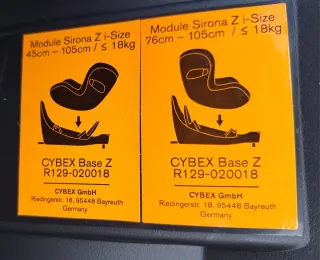 Module Sirona Z i-Size
45cm – 105cm / ≤ 18kg
CYBEX Base Z
R129-020018
CYBEX GmbH
Riedingerstr. 18, 95448 Bayreuth
Germany
Module Sirona Z i-Size
76cm – 105cm / ≤ 18kg
CYBEX Base Z
R129-020018
CYBEX GmbH
Riedingerstr. 18, 95448 Bayreuth
Germany